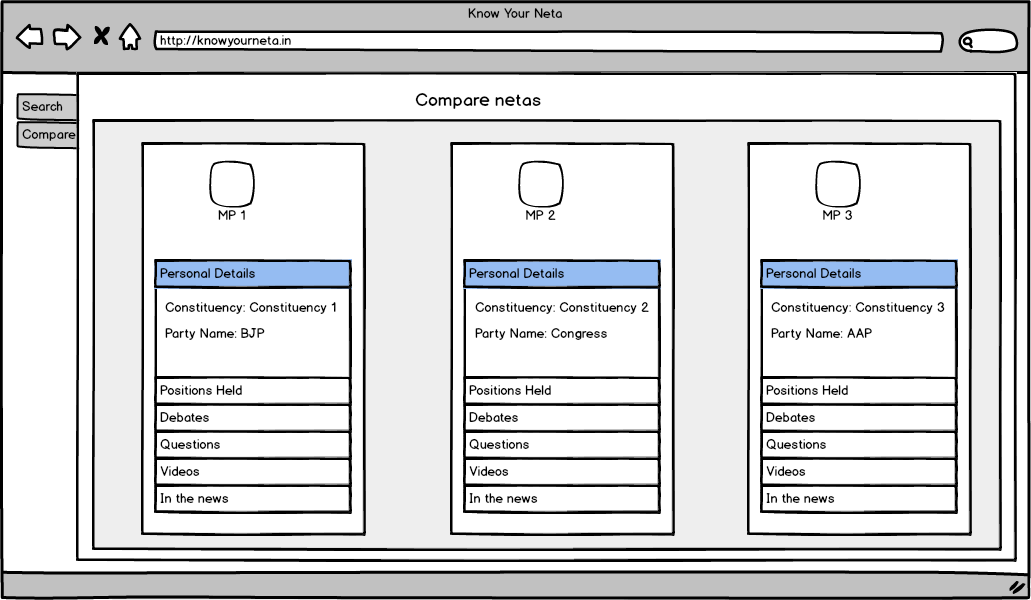 Know Your Neta
http://knowyourneta.in
Search
Compare
Compare netas
MP 1
Personal Details
Constituency: Constituency 1
Party Name: BJP
Positions Held
Debates
Questions
Videos
In the news
MP 2
Personal Details
Constituency: Constituency 2
Party Name: Congress
Positions Held
Debates
Questions
Videos
In the news
MP 3
Personal Details
Constituency: Constituency 3
Party Name: AAP
Positions Held
Debates
Questions
Videos
In the news